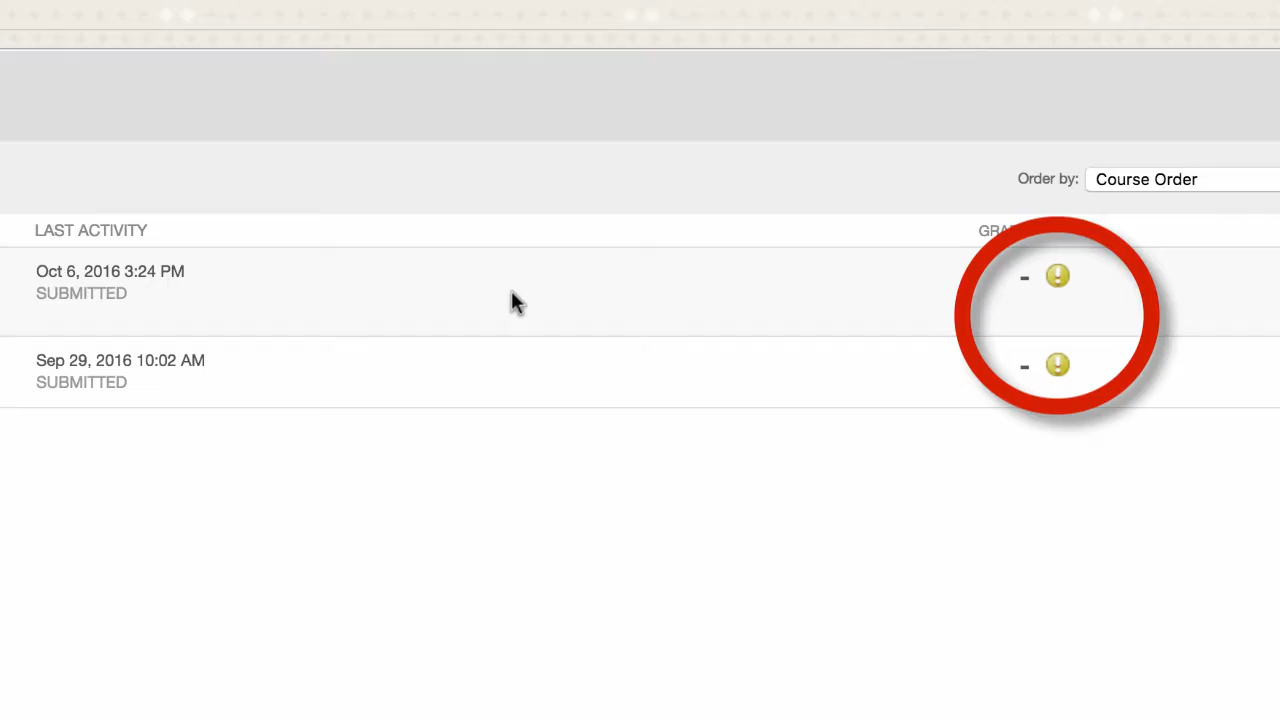 Order by: Course Order
LAST ACTIVITY
Oct 6, 2016 3:24 PM -
SUBMITTED
Sep 29, 2016 10:02 AM -
SUBMITTED